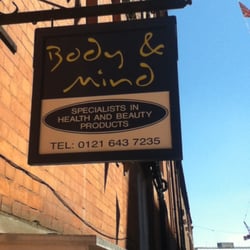 Body &
Mind
SPECIALISTS IN
HEALTH AND BEAUTY
PRODUCTS
TEL: 0121 643 7235